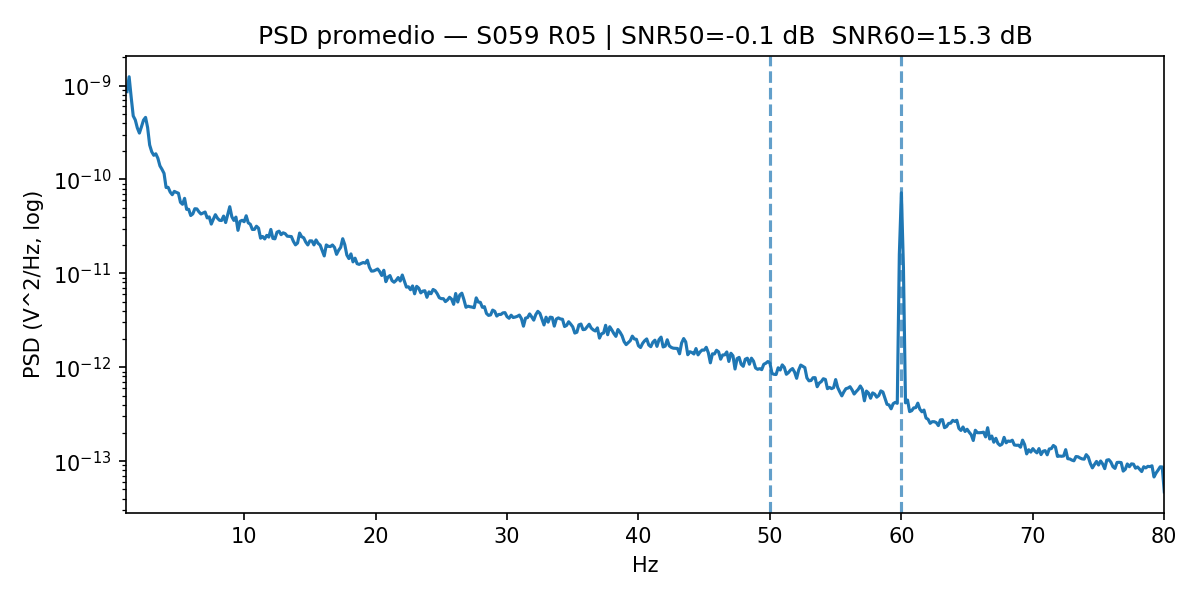 PSD promedio — S059 R05 | SNR50=-0.1 dB  SNR60=15.3 dB
PSD (V^2/Hz, log)
10⁻⁹
10⁻¹⁰
10⁻¹¹
10⁻¹²
10⁻¹³
10 20 30 40 50 60 70 80
Hz